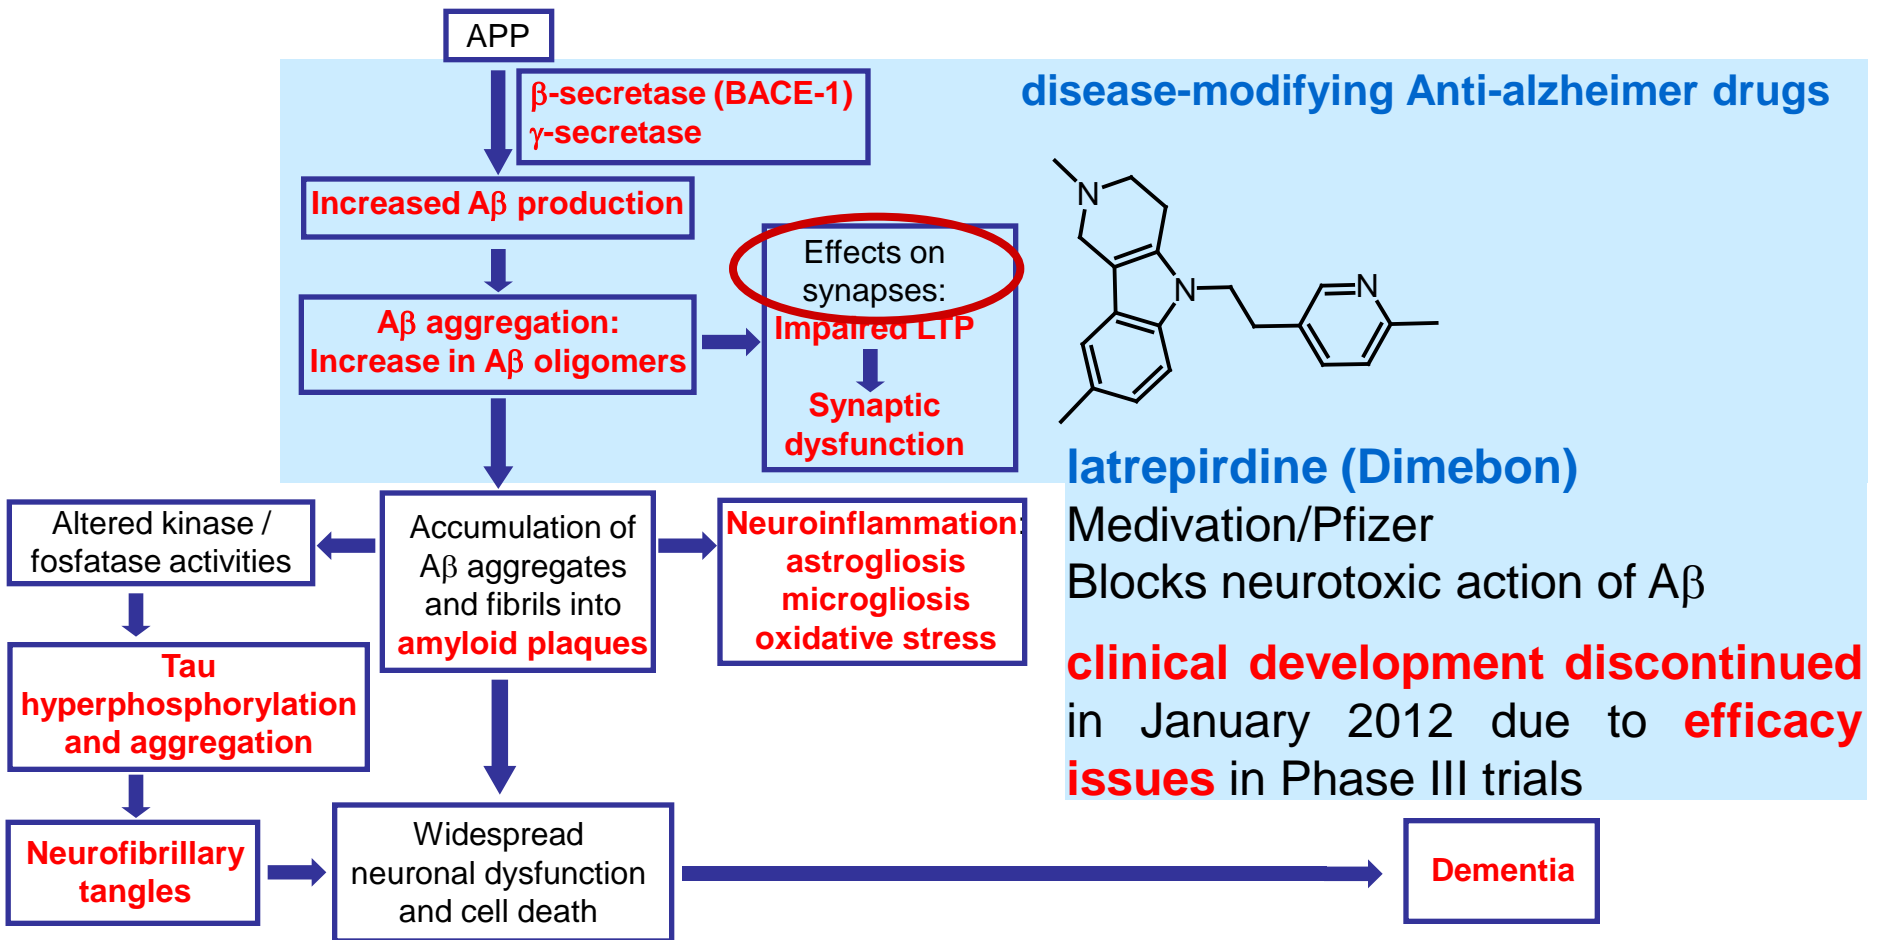 APP
β-secretase (BACE-1)
γ-secretase
disease-modifying Anti-alzheimer drugs
Increased Aβ production
Effects on
synapses:
Impaired LTP
Synaptic
dysfunction
Aβ aggregation:
Increase in Aβ oligomers
N
N
N
latrepirdine (Dimebon)
Medivation/Pfizer
Blocks neurotoxic action of Aβ
clinical development discontinued
in January 2012 due to efficacy
issues in Phase III trials
Altered kinase /
fosfatase activities
Accumulation of
Aβ aggregates
and fibrils into
amyloid plaques
Neuroinflammation:
astrogliosis
microgliosis
oxidative stress
Tau
hyperphosphorylation
and aggregation
Neurofibrillary
tangles
Widespread
neuronal dysfunction
and cell death
Dementia